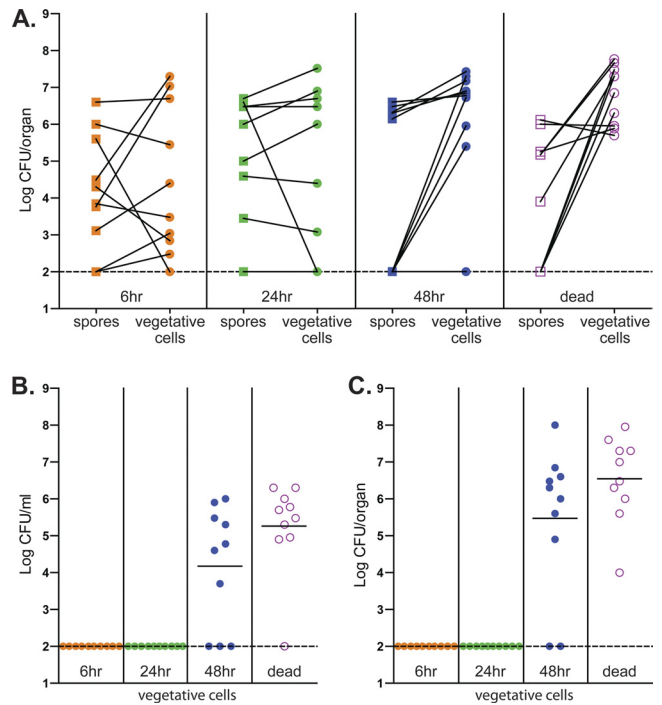 A.
Log CFU/organ
9
8
7
6
5
4
3
2
1
6hr
24hr
48hr
dead
spores
vegetative
cells
spores
vegetative
cells
spores
vegetative
cells
spores
vegetative
cells
B.
Log CFU/ml
9
8
7
6
5
4
3
2
1
6hr
24hr
48hr
dead
vegetative cells
C.
Log CFU/organ
9
8
7
6
5
4
3
2
1
6hr
24hr
48hr
dead
vegetative cells